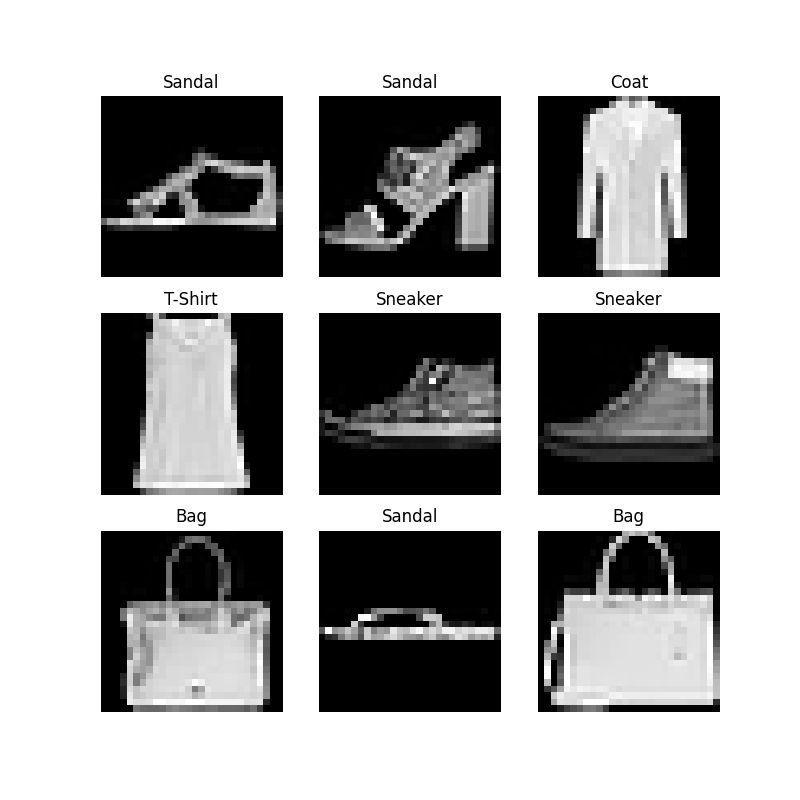 Sandal
Sandal
Coat
T-Shirt
Sneaker
Sneaker
Bag
Sandal
Bag